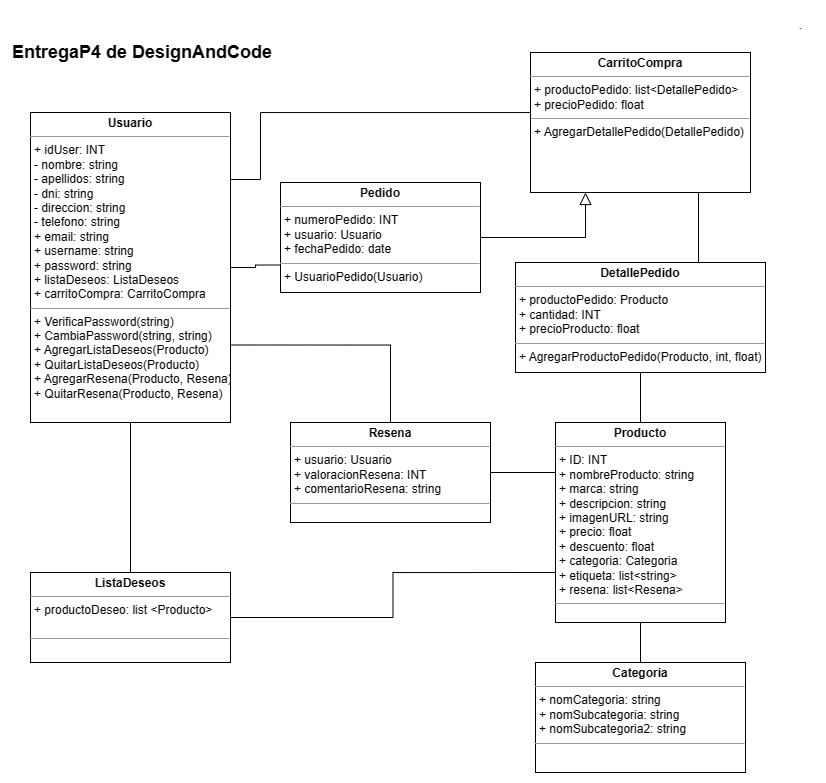 EntregaP4 de DesignAndCode
CarritoCompra
+ productoPedido: list<DetallePedido>
+ precioPedido: float
+ AgregarDetallePedido(DetallePedido)
Usuario
+ idUser: INT
- nombre: string
- apellidos: string
- dni: string
- direccion: string
- telefono: string
+ email: string
+ username: string
+ password: string
+ listaDeseos: ListaDeseos
+ carritoCompra: CarritoCompra
+ VerificaPassword(string)
+ CambiaPassword(string, string)
+ AgregarListaDeseos(Producto)
+ QuitarListaDeseos(Producto)
+ AgregarResena(Producto, Resena)
+ QuitarResena(Producto, Resena)
Pedido
+ numeroPedido: INT
+ usuario: Usuario
+ fechaPedido: date
+ UsuarioPedido(Usuario)
DetallePedido
+ productoPedido: Producto
+ cantidad: INT
+ precioProducto: float
+ AgregarProductoPedido(Producto, int, float)
Resena
+ usuario: Usuario
+ valoracionResena: INT
+ comentarioResena: string
Producto
+ ID: INT
+ nombreProducto: string
+ marca: string
+ descripcion: string
+ imagenURL: string
+ precio: float
+ descuento: float
+ categoria: Categoria
+ etiqueta: list<string>
+ resena: list<Resena>
ListaDeseos
+ productoDeseo: list <Producto>
Categoria
+ nomCategoria: string
+ nomSubcategoria: string
+ nomSubcategoria2: string